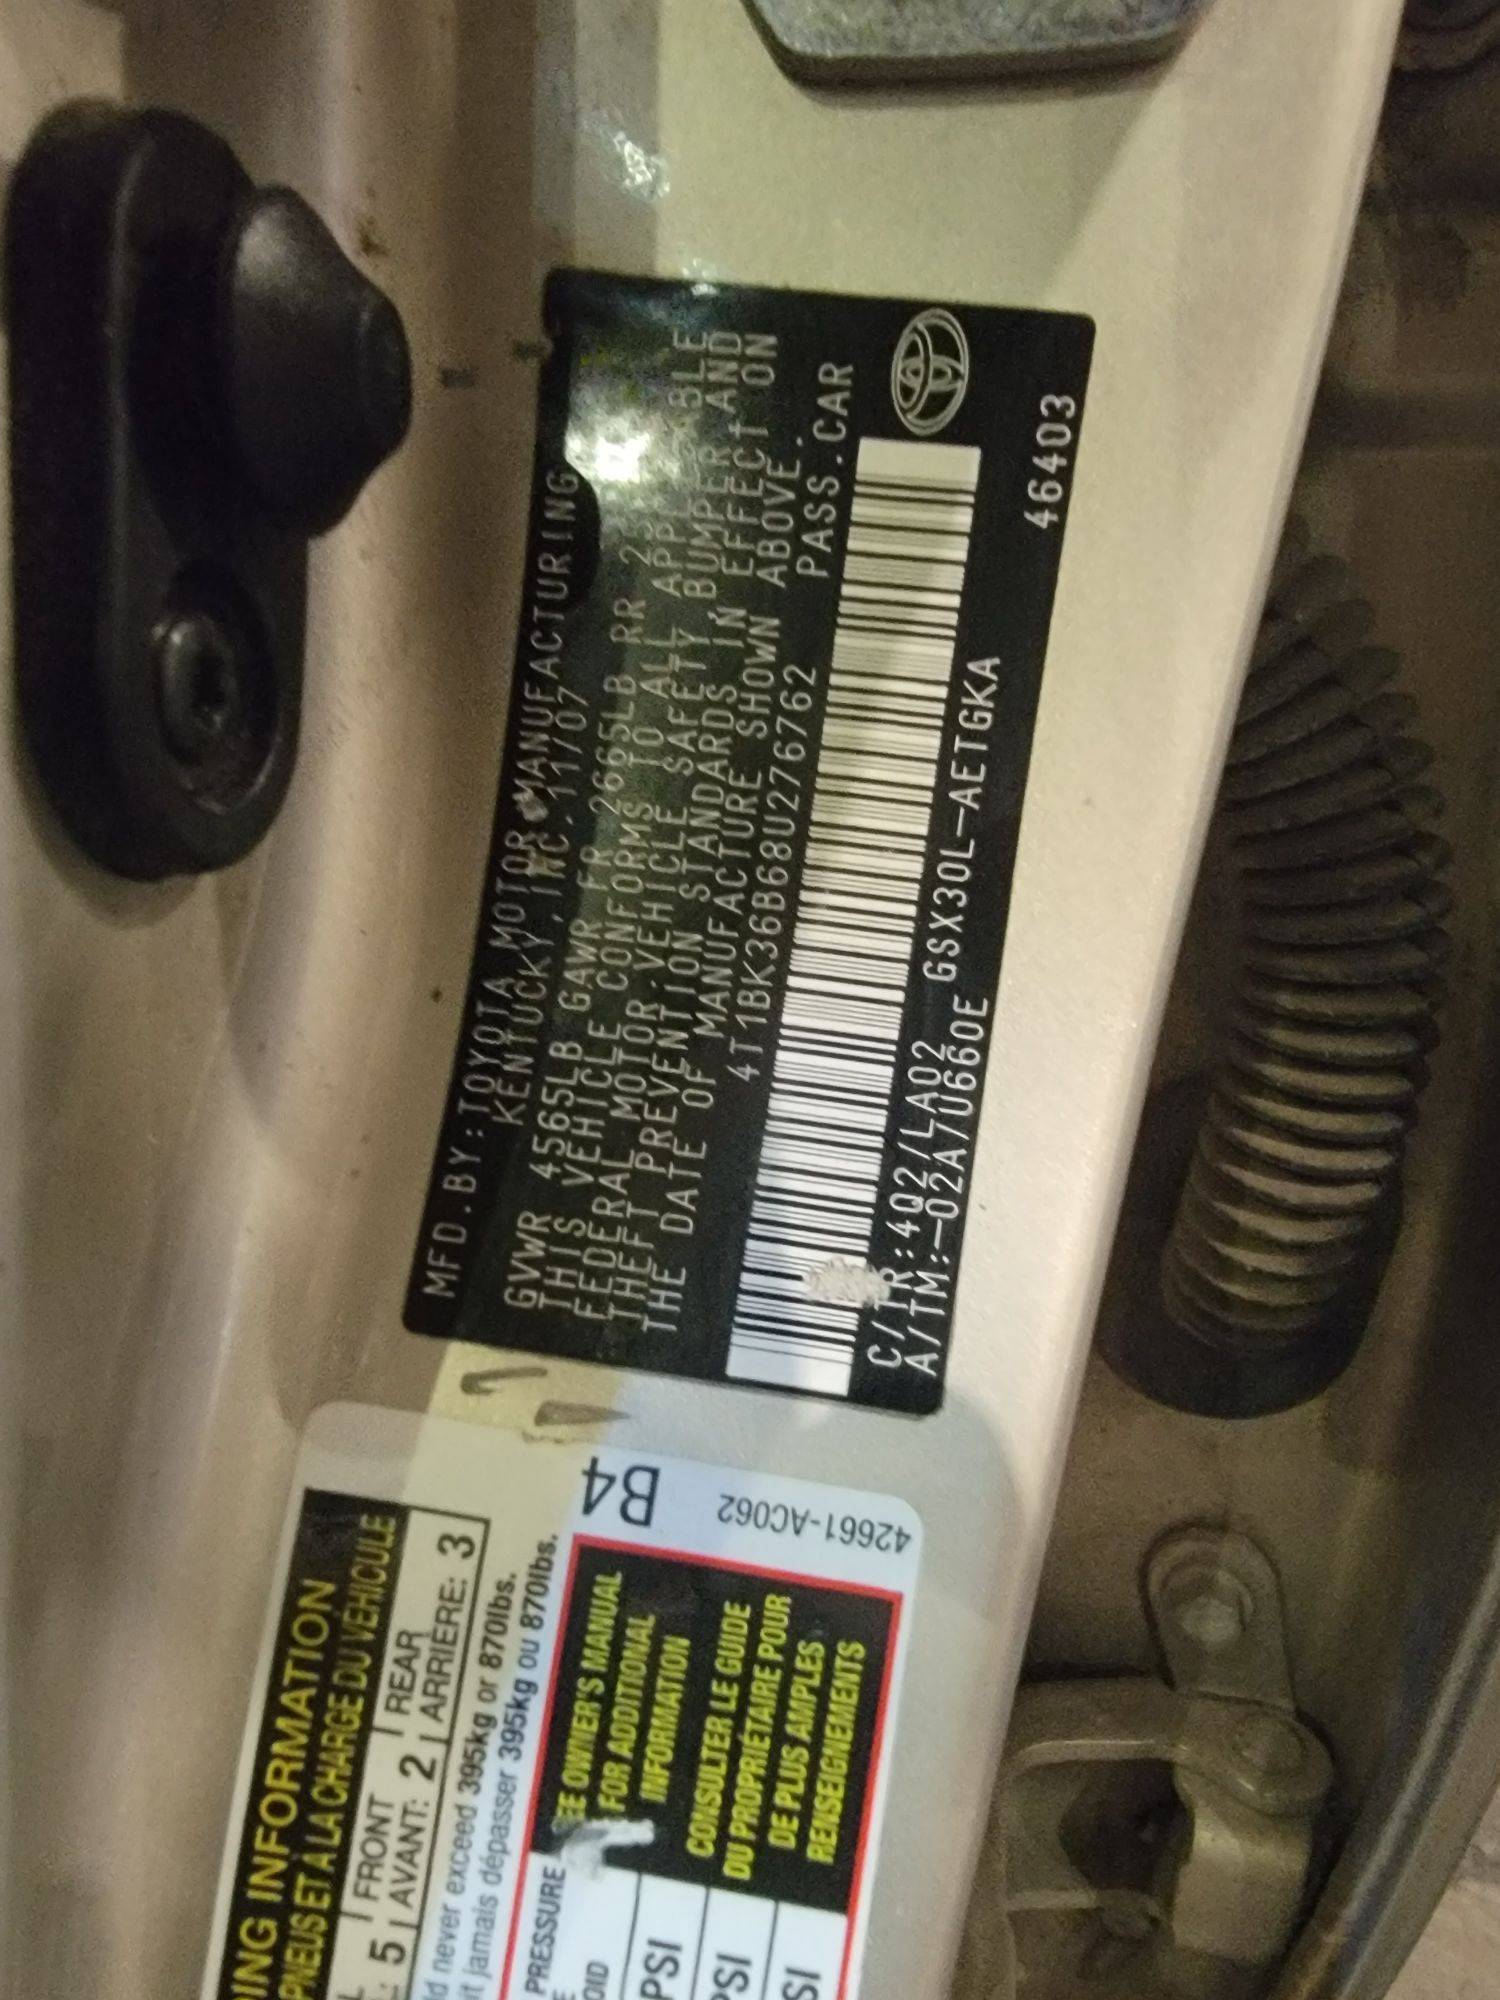 MFD.BY:TOYOTA MOTOR MANUFACTURING
KENTUCKY,INC. 11/07
GVWR 4565LB GAWR FR 2665LB RR
THIS VEHICLE CONFORMS TO ALL APPLICABLE
FEDERAL MOTOR VEHICLE SAFETY BUMPER AND
THEFT PREVENTION STANDARDS IN EFFECT ON
THE DATE OF MANUFACTURE SHOWN ABOVE.
4T1BK36B68U276762 PASS.CAR
C/TR:4Q2/LA02
A/TM:-02A/U660E GSX30L-AETGKA
46403
B4
42661-AC062
INFORMATION
PNEUS ET À LA CHARGE DU VÉHICULE
FRONT REAR
5 AVANT: 2 ARRIÈRE: 3
never exceed 395kg or 870lbs.
jamais dépasser 395kg ou 870lbs.
PRESSURE
PSI
PSI
OWNER'S MANUAL
FOR ADDITIONAL
INFORMATION
CONSULTER LE GUIDE
DU PROPRIÉTAIRE POUR
DE PLUS AMPLES
RENSEIGNEMENTS